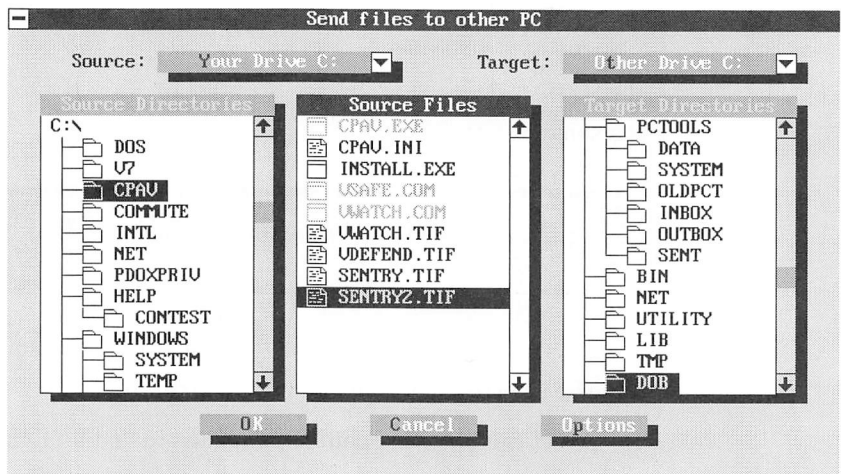 Send files to other PC
Source: Your Drive C:
Target: Other Drive C:
Source Directories
C:\
DOS
V7
CPAV
COMMUTE
INTL
NET
PDOXPRIV
HELP
CONTEST
WINDOWS
SYSTEM
TEMP
Source Files
CPAV.EXE
CPAV.INI
INSTALL.EXE
VSAFE.COM
VWATCH.COM
VWATCH.TIF
VDEFEND.TIF
SENTRY.TIF
SENTRY2.TIF
Target Directories
PCTOOLS
DATA
SYSTEM
OLDPCT
INBOX
OUTBOX
SENT
BIN
NET
UTILITY
LIB
TMP
DOB
OK
Cancel
Options